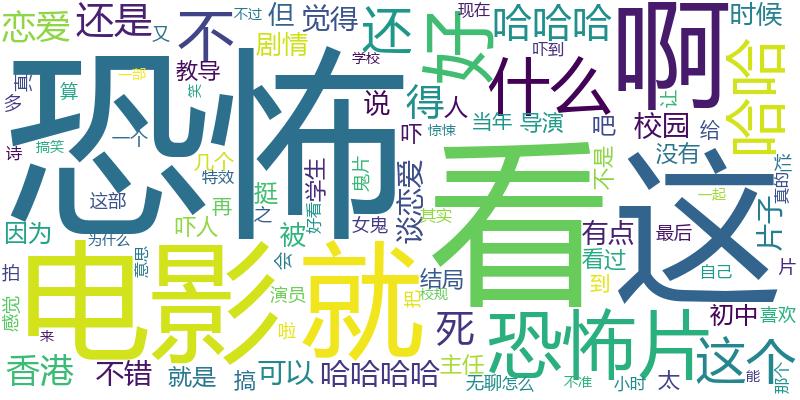 恋爱
还是
又
不过
但
觉得
还
好
现在
哈哈哈
啊
时候
不
剧情
学校
吓到
什么
哈哈
真
一部
教导
笑
多
算
恐怖
说
得
人
让
诗
搞笑
一个
吓
惊悚
当年
导演
吧
校园
给
几个
特效
挺
学生
鬼片
谈恋爱
看
不是
没有
这
真的
片子
这部
再
之
好看
女鬼
其实
一起
因为
为什么
吓人
被
有点
最后
电影
就
意思
会
结局
看过
自己
片
拍
感觉
演员
把
校规
到
初中
喜欢
来
啦
死
恐怖片
这个
香港
不错
就是
搞
可以
哈哈哈哈
主任
无聊
怎么
不准
小时
太
那个
能